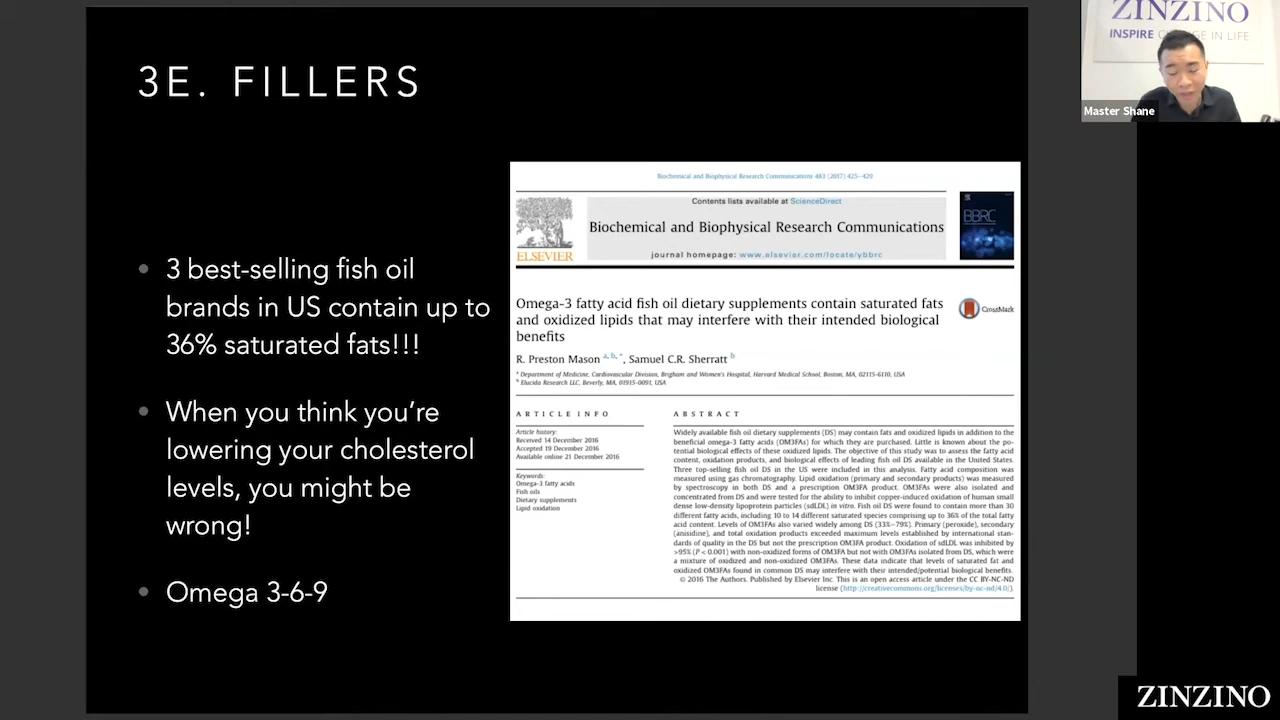 3E. FILLERS
3 best-selling fish oil
brands in US contain up to
36% saturated fats!!!
When you think you're
lowering your cholesterol
levels, you might be
wrong!
Omega 3-6-9
Biochemical and Biophysical Research Communications 483 (2017) 425-429
Contents lists available at ScienceDirect
Biochemical and Biophysical Research Communications
journal homepage: www.elsevier.com/locate/ybbrc
ELSEVIER
BBRC
Omega-3 fatty acid fish oil dietary supplements contain saturated fats
and oxidized lipids that may interfere with their intended biological
benefits
CrossMark
R. Preston Mason a, b, *, Samuel C.R. Sherratt b
a Department of Medicine, Cardiovascular Division, Brigham and Women's Hospital, Harvard Medical School, Boston, MA, 02115-6110, USA
b Elucida Research LLC, Beverly, MA, 01915-0091, USA
ARTICLE INFO
Article history:
Received 14 December 2016
Accepted 19 December 2016
Available online 21 December 2016
Keywords:
Omega-3 fatty acids
Fish oils
Dietary supplements
Lipid oxidation
ABSTRACT
Widely available fish oil dietary supplements (DS) may contain fats and oxidized lipids in addition to the
beneficial omega-3 fatty acids (OM3FAs) for which they are purchased. Little is known about the po-
tential biological effects of these oxidized lipids. The objective of this study was to assess the fatty acid
content, oxidation products, and biological effects of leading fish oil DS available in the United States.
Three top-selling fish oil DS in the US were included in this analysis. Fatty acid composition was
measured using gas chromatography. Lipid oxidation (primary and secondary products) was measured
by spectroscopy in both DS and a prescription OM3FA product. OM3FAs were also isolated and
concentrated from DS and were tested for the ability to inhibit copper-induced oxidation of human small
dense low-density lipoprotein particles (sdLDL) in vitro. Fish oil DS were found to contain more than 30
different fatty acids, including 10 to 14 different saturated species comprising up to 36% of the total fatty
acid content. Levels of OM3FAs also varied widely among DS (33%-79%). Primary (peroxide), secondary
(anisidine), and total oxidation products exceeded maximum levels established by international stan-
dards of quality in the DS but not the prescription OM3FA product. Oxidation of sdLDL was inhibited by
>95% (P < 0.001) with non-oxidized forms of OM3FA but not with OM3FAs isolated from DS, which were
a mixture of oxidized and non-oxidized OM3FAs. These data indicate that levels of saturated fat and
oxidized OM3FAs found in common DS may interfere with their intended/potential biological benefits.
© 2016 The Authors. Published by Elsevier Inc. This is an open access article under the CC BY-NC-ND
license (http://creativecommons.org/licenses/by-nc-nd/4.0/).
ZINZINO
INSPIRE CHANGE IN LIFE
Master Shane
ZINZINO